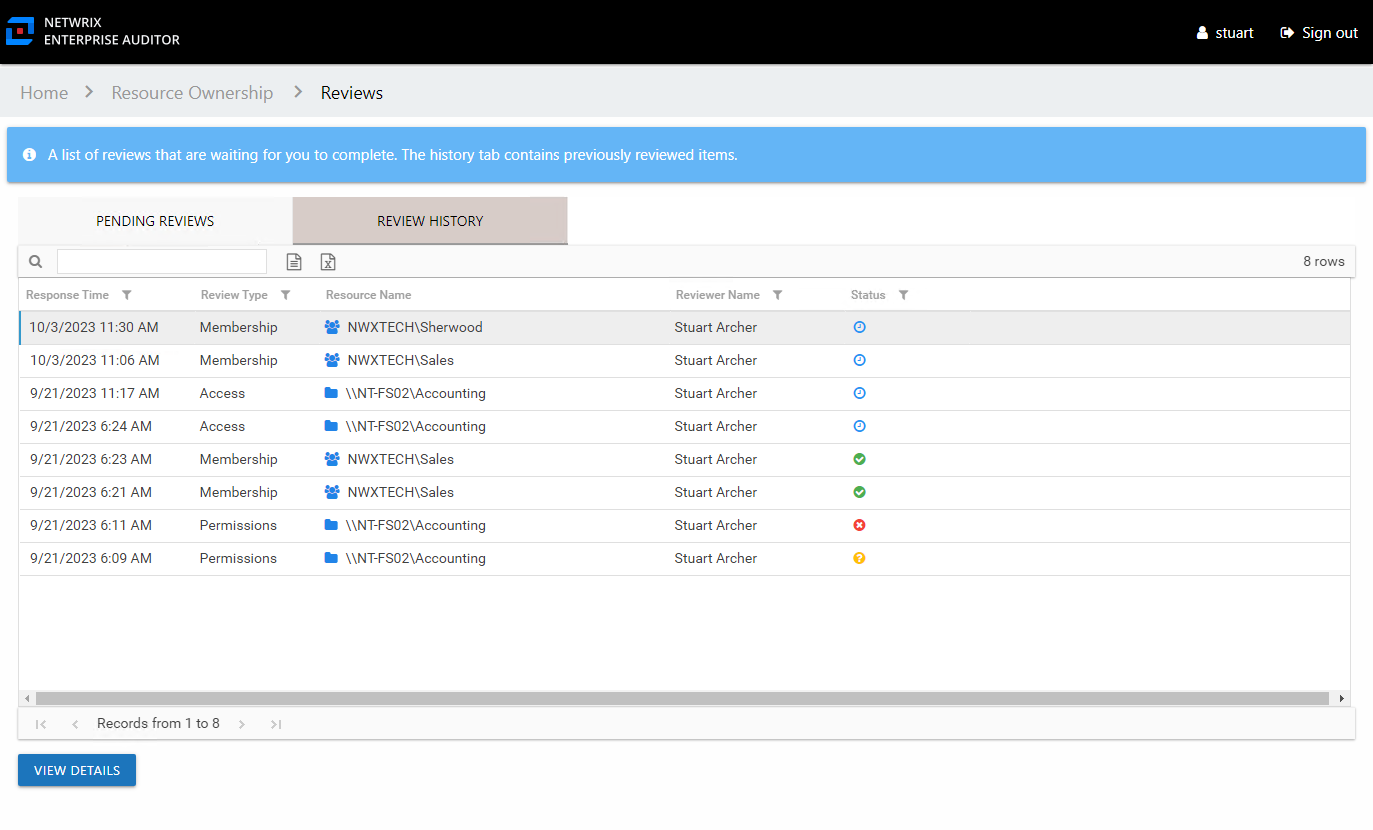 NETWRIX
ENTERPRISE AUDITOR
stuart Sign out
Home Resource Ownership Reviews
A list of reviews that are waiting for you to complete. The history tab contains previously reviewed items.
PENDING REVIEWS REVIEW HISTORY
8 rows
Response Time Review Type Resource Name Reviewer Name Status
10/3/2023 11:30 AM Membership NWXTECH\Sherwood Stuart Archer
10/3/2023 11:06 AM Membership NWXTECH\Sales Stuart Archer
9/21/2023 11:17 AM Access \\NT-FS02\Accounting Stuart Archer
9/21/2023 6:24 AM Access \\NT-FS02\Accounting Stuart Archer
9/21/2023 6:23 AM Membership NWXTECH\Sales Stuart Archer
9/21/2023 6:21 AM Membership NWXTECH\Sales Stuart Archer
9/21/2023 6:11 AM Permissions \\NT-FS02\Accounting Stuart Archer
9/21/2023 6:09 AM Permissions \\NT-FS02\Accounting Stuart Archer
Records from 1 to 8
VIEW DETAILS